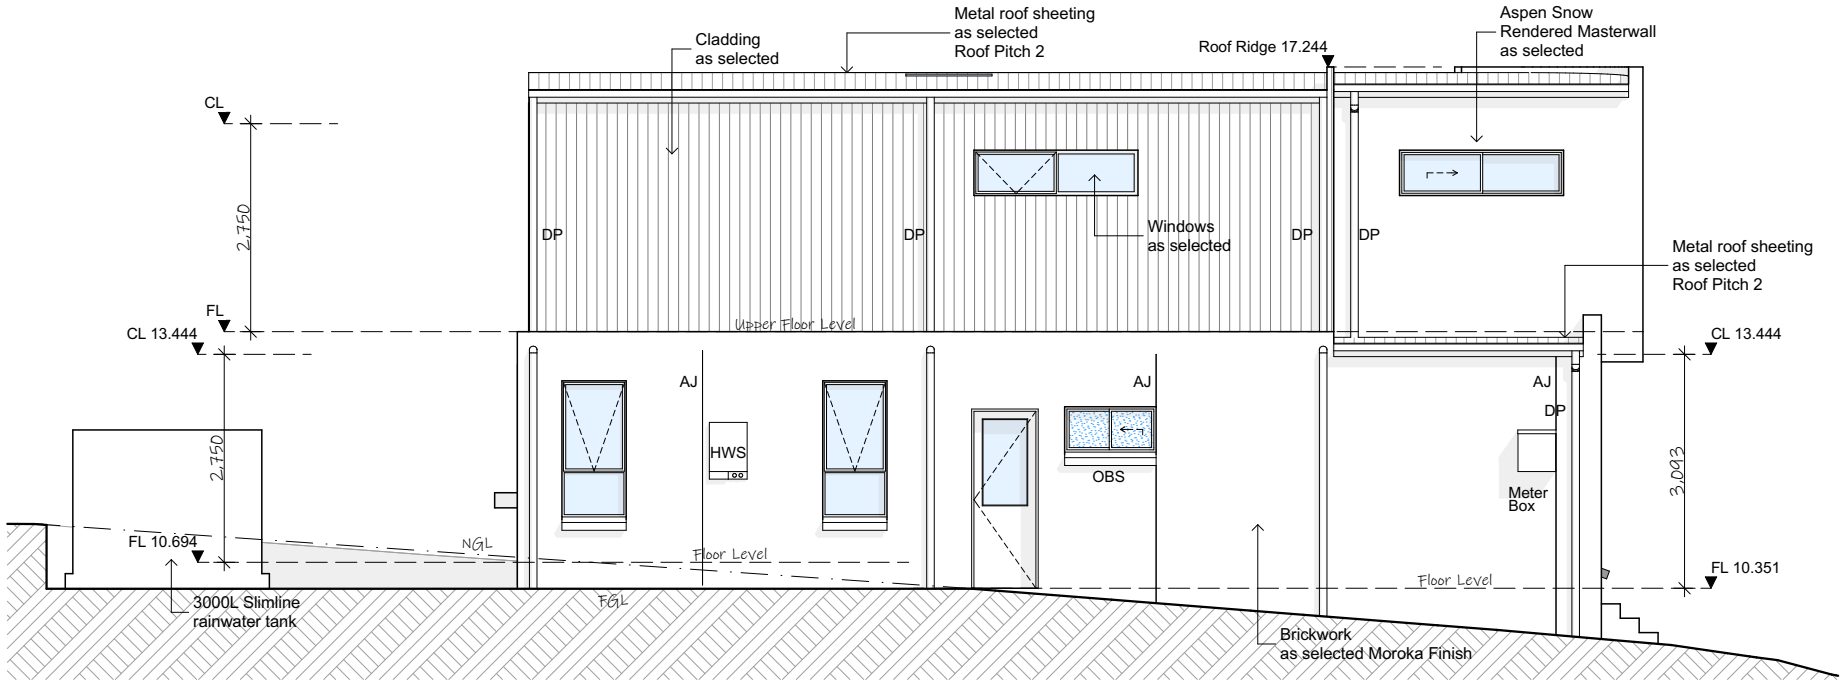 Metal roof sheeting
as selected
Roof Pitch 2
Aspen Snow
Rendered Masterwall
as selected
Cladding
as selected
Roof Ridge 17.244
CL
2,750
DP
DP
DP
DP
Windows
as selected
Metal roof sheeting
as selected
Roof Pitch 2
FL
Upper Floor Level
CL 13.444
CL 13.444
AJ
AJ
AJ
DP
2,750
HWS
OBS
3,093
Meter
Box
FL 10.694
NGL
Floor Level
Floor Level
FL 10.351
3000L Slimline
rainwater tank
FGL
Brickwork
as selected Moroka Finish